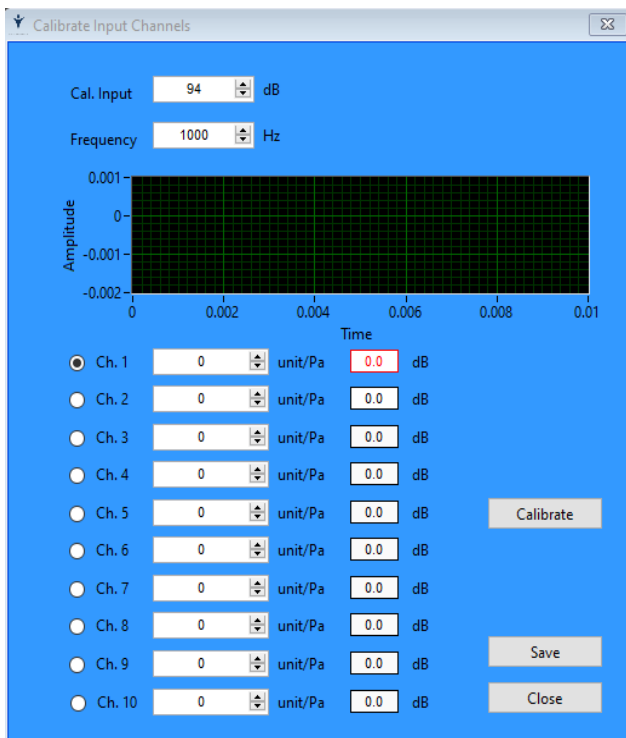 Calibrate Input Channels
Cal. Input 94 dB
Frequency 1000 Hz
Amplitude
0.001
0
-0.001
-0.002
0 0.002 0.004 0.006 0.008 0.01
Time
Ch. 1 0 unit/Pa 0.0 dB
Ch. 2 0 unit/Pa 0.0 dB
Ch. 3 0 unit/Pa 0.0 dB
Ch. 4 0 unit/Pa 0.0 dB
Ch. 5 0 unit/Pa 0.0 dB Calibrate
Ch. 6 0 unit/Pa 0.0 dB
Ch. 7 0 unit/Pa 0.0 dB
Ch. 8 0 unit/Pa 0.0 dB
Ch. 9 0 unit/Pa 0.0 dB Save
Ch. 10 0 unit/Pa 0.0 dB Close